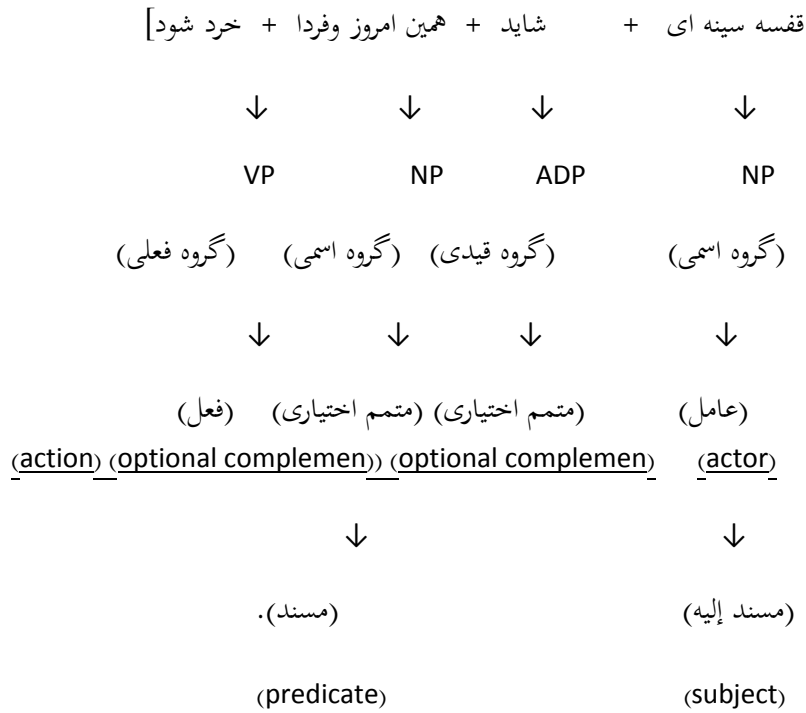 قفسه سینه ای + شاید + همین امروز وفردا + خرد شود]
↓ ↓ ↓ ↓
NP ADP NP VP
(گروه اسمی) (گروه قیدی) (گروه اسمی) (گروه فعلی)
↓ ↓ ↓ ↓
(عامل) (متمم اختیاری) (متمم اختیاری) (فعل)
(action) (optional complemen)) (optional complemen) (actor)
↓ ↓
(مسند إلیه) (مسند).
(subject) (predicate)